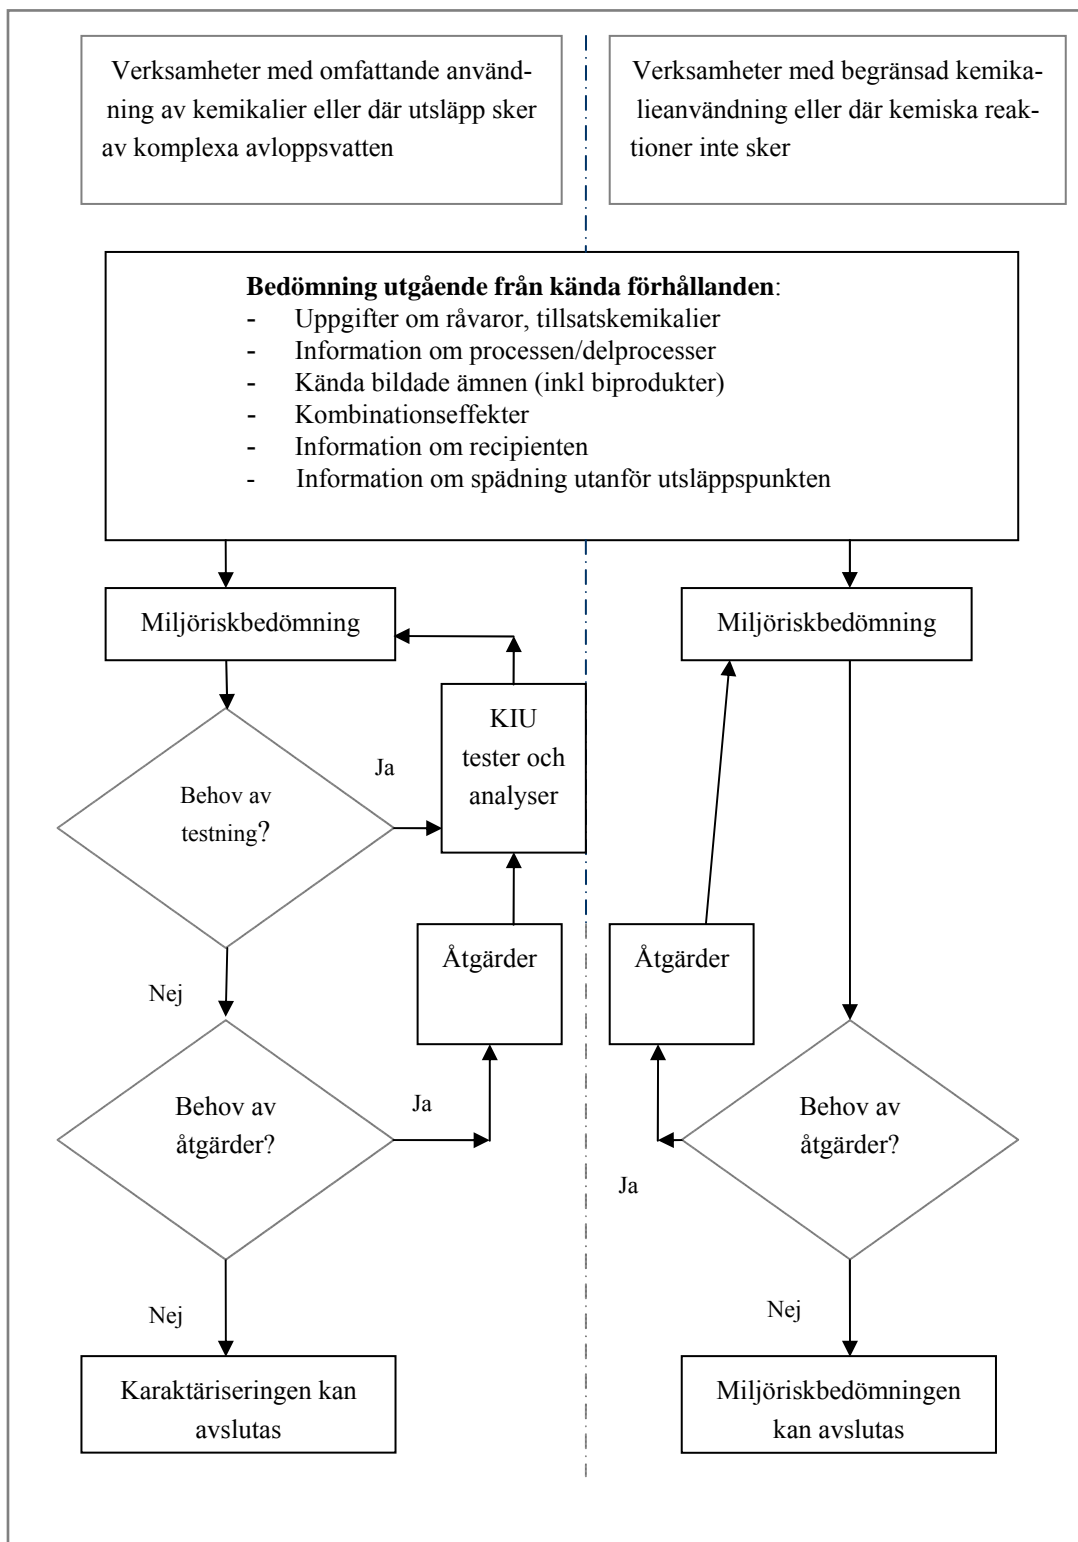 Verksamheter med omfattande använd-
ning av kemikalier eller där utsläpp sker
av komplexa avloppsvatten
Verksamheter med begränsad kemika-
lieanvändning eller där kemiska reak-
tioner inte sker
Bedömning utgående från kända förhållanden:
- Uppgifter om råvaror, tillsatskemikalier
- Information om processen/delprocesser
- Kända bildade ämnen (inkl biprodukter)
- Kombinationseffekter
- Information om recipienten
- Information om spädning utanför utsläppspunkten
Miljöriskbedömning
Miljöriskbedömning
KIU
tester och
analyser
Ja
Behov av
testning?
Åtgärder
Åtgärder
Nej
Behov av
åtgärder?
Ja
Behov av
åtgärder?
Ja
Nej
Nej
Karaktäriseringen kan
avslutas
Miljöriskbedömningen
kan avslutas